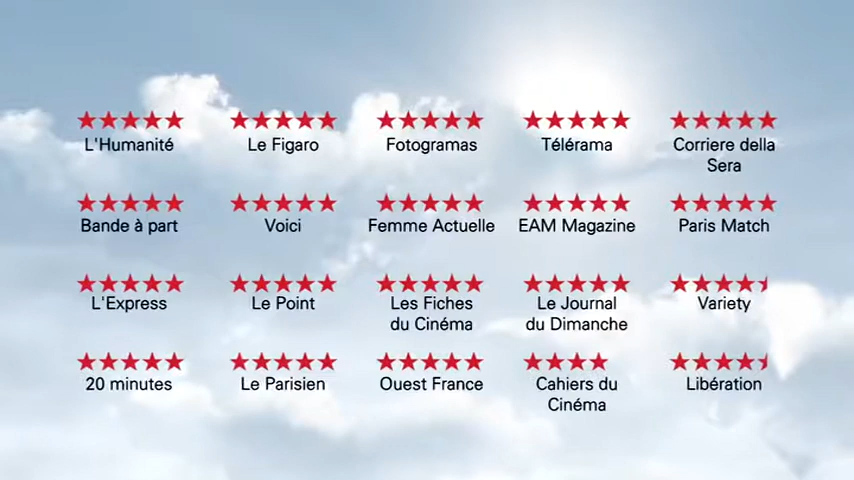 L'Humanité
Le Figaro
Fotogramas
Télérama
Corriere della
Sera
Bande à part
Voici
Femme Actuelle
EAM Magazine
Paris Match
L'Express
Le Point
Les Fiches
du Cinéma
Le Journal
du Dimanche
Variety
20 minutes
Le Parisien
Ouest France
Cahiers du
Cinéma
Libération